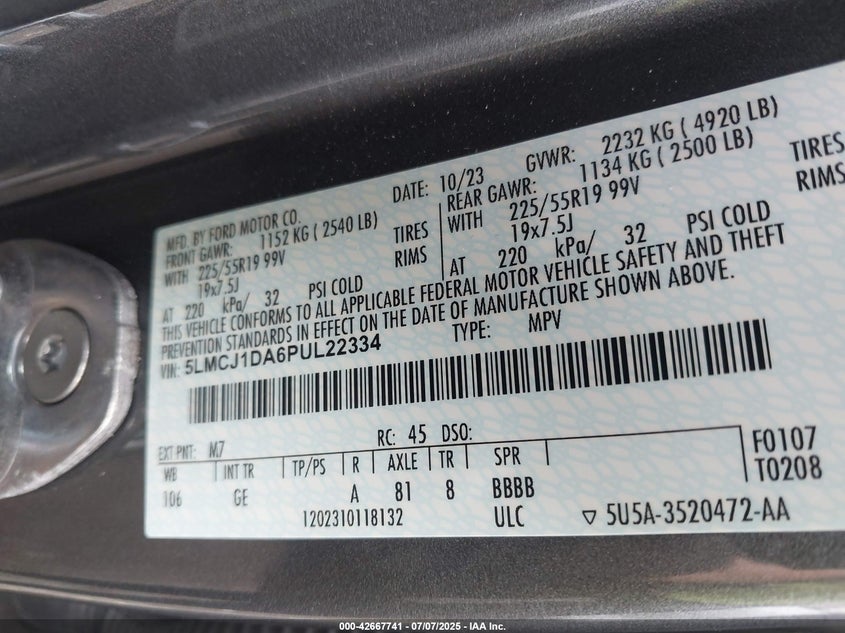 MFD. BY FORD MOTOR CO.
DATE: 10/23 GVWR: 2232 KG ( 4920 LB)
FRONT GAWR: 1152 KG ( 2540 LB) REAR GAWR: 1134 KG ( 2500 LB)
WITH 225/55R19 99V TIRES WITH 225/55R19 99V TIRES
19x7.5J RIMS 19x7.5J RIMS
AT 220 kPa/ 32 PSI COLD AT 220 kPa/ 32 PSI COLD
THIS VEHICLE CONFORMS TO ALL APPLICABLE FEDERAL MOTOR VEHICLE SAFETY AND THEFT
PREVENTION STANDARDS IN EFFECT ON THE DATE OF MANUFACTURE SHOWN ABOVE.
VIN: 5LMCJ1DA6PUL22334 TYPE: MPV
EXT PNT: M7 RC: 45 DSO: F0107
WB INT TR TP/PS R AXLE TR SPR T0208
106 GE A 81 8 BBBB
1202310118132 ULC ▽ 5U5A-3520472-AA
000-42667741 - 07/07/2025 - IAA Inc.